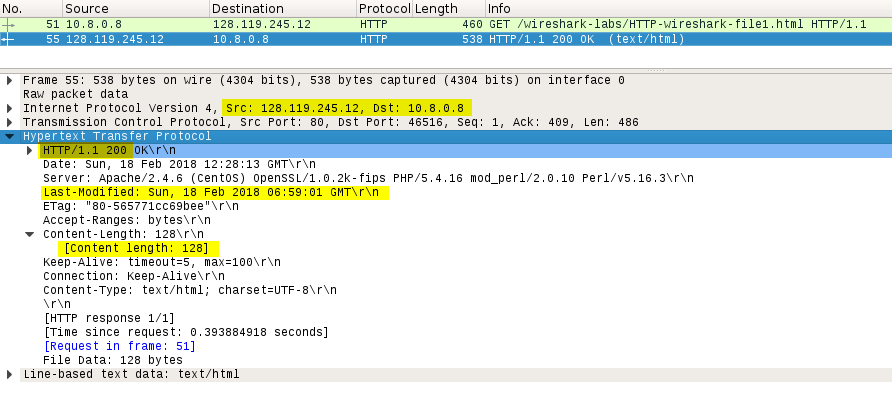 No. Source Destination Protocol Length Info
51 10.8.0.8 128.119.245.12 HTTP 460 GET /wireshark-labs/HTTP-wireshark-file1.html HTTP/1.1
55 128.119.245.12 10.8.0.8 HTTP 538 HTTP/1.1 200 OK (text/html)
Frame 55: 538 bytes on wire (4304 bits), 538 bytes captured (4304 bits) on interface 0
Raw packet data
Internet Protocol Version 4, Src: 128.119.245.12, Dst: 10.8.0.8
Transmission Control Protocol, Src Port: 80, Dst Port: 46516, Seq: 1, Ack: 409, Len: 486
Hypertext Transfer Protocol
HTTP/1.1 200 OK\r\n
Date: Sun, 18 Feb 2018 12:28:13 GMT\r\n
Server: Apache/2.4.6 (CentOS) OpenSSL/1.0.2k-fips PHP/5.4.16 mod_perl/2.0.10 Perl/v5.16.3\r\n
Last-Modified: Sun, 18 Feb 2018 06:59:01 GMT\r\n
ETag: "80-565771cc69bee"\r\n
Accept-Ranges: bytes\r\n
Content-Length: 128\r\n
[Content length: 128]
Keep-Alive: timeout=5, max=100\r\n
Connection: Keep-Alive\r\n
Content-Type: text/html; charset=UTF-8\r\n
\r\n
[HTTP response 1/1]
[Time since request: 0.393884918 seconds]
[Request in frame: 51]
File Data: 128 bytes
Line-based text data: text/html